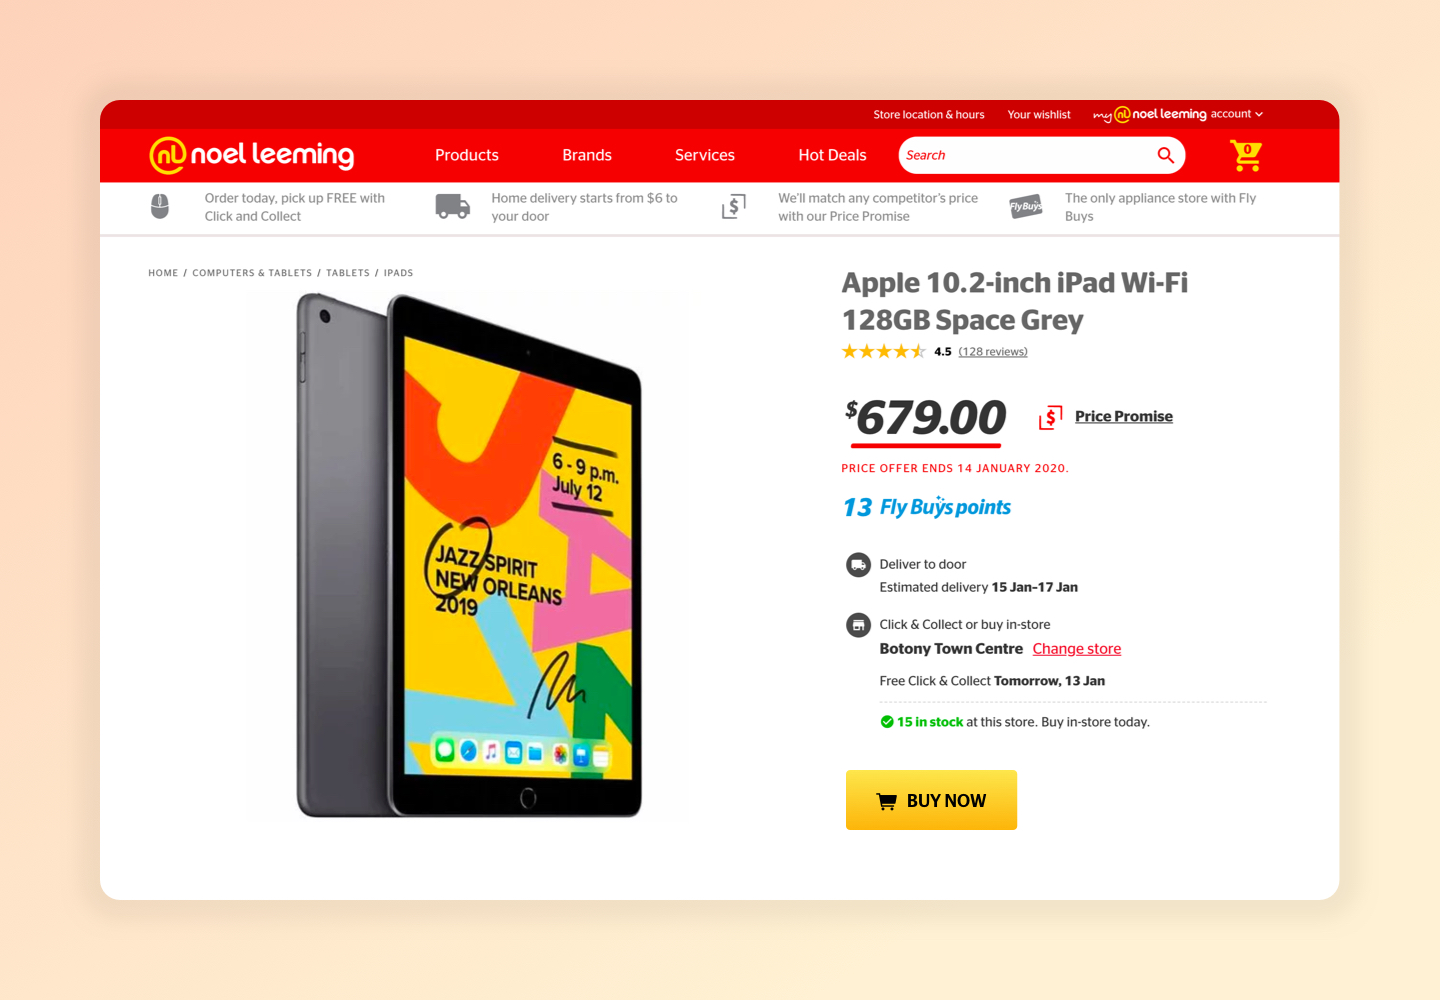 Store location & hours
Your wishlist
my noel leeming account
noel leeming
Products
Brands
Services
Hot Deals
Search
0
Order today, pick up FREE with
Click and Collect
Home delivery starts from $6 to
your door
$
We'll match any competitor's price
with our Price Promise
Fly Buys
The only appliance store with Fly
Buys
HOME / COMPUTERS & TABLETS / TABLETS / IPADS
6 - 9 p.m.
July 12
JAZZ SPIRIT
NEW ORLEANS
2019
Apple 10.2-inch iPad Wi-Fi
128GB Space Grey
4.5 (128 reviews)
$679.00
$ Price Promise
PRICE OFFER ENDS 14 JANUARY 2020.
13 Fly Buys points
Deliver to door
Estimated delivery 15 Jan–17 Jan
Click & Collect or buy in-store
Botony Town Centre Change store
Free Click & Collect Tomorrow, 13 Jan
15 in stock at this store. Buy in-store today.
BUY NOW